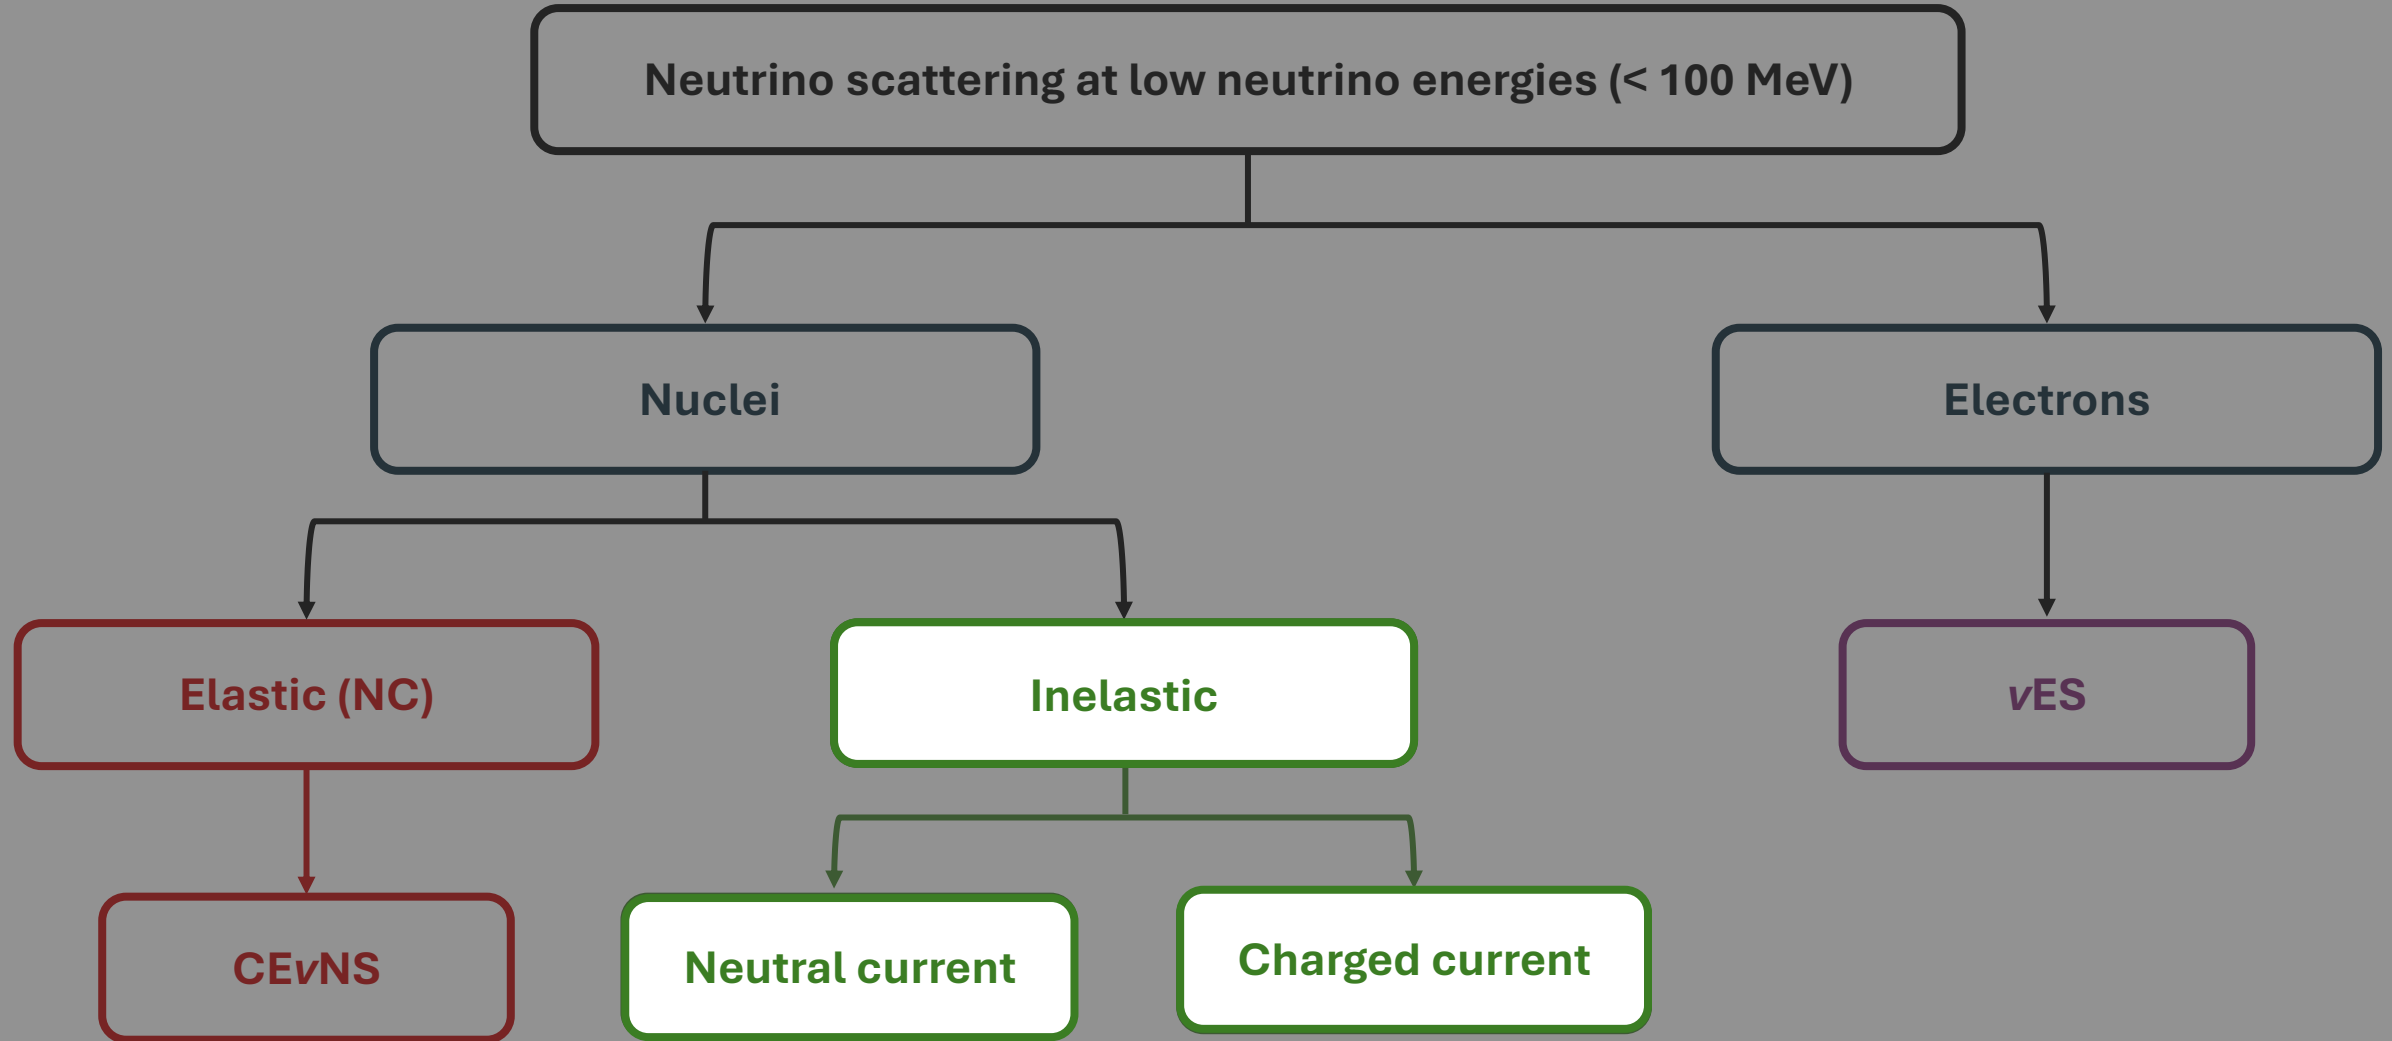 Neutrino scattering at low neutrino energies (< 100 MeV)
Nuclei
Electrons
Elastic (NC)
Inelastic
νES
CEνNS
Neutral current
Charged current